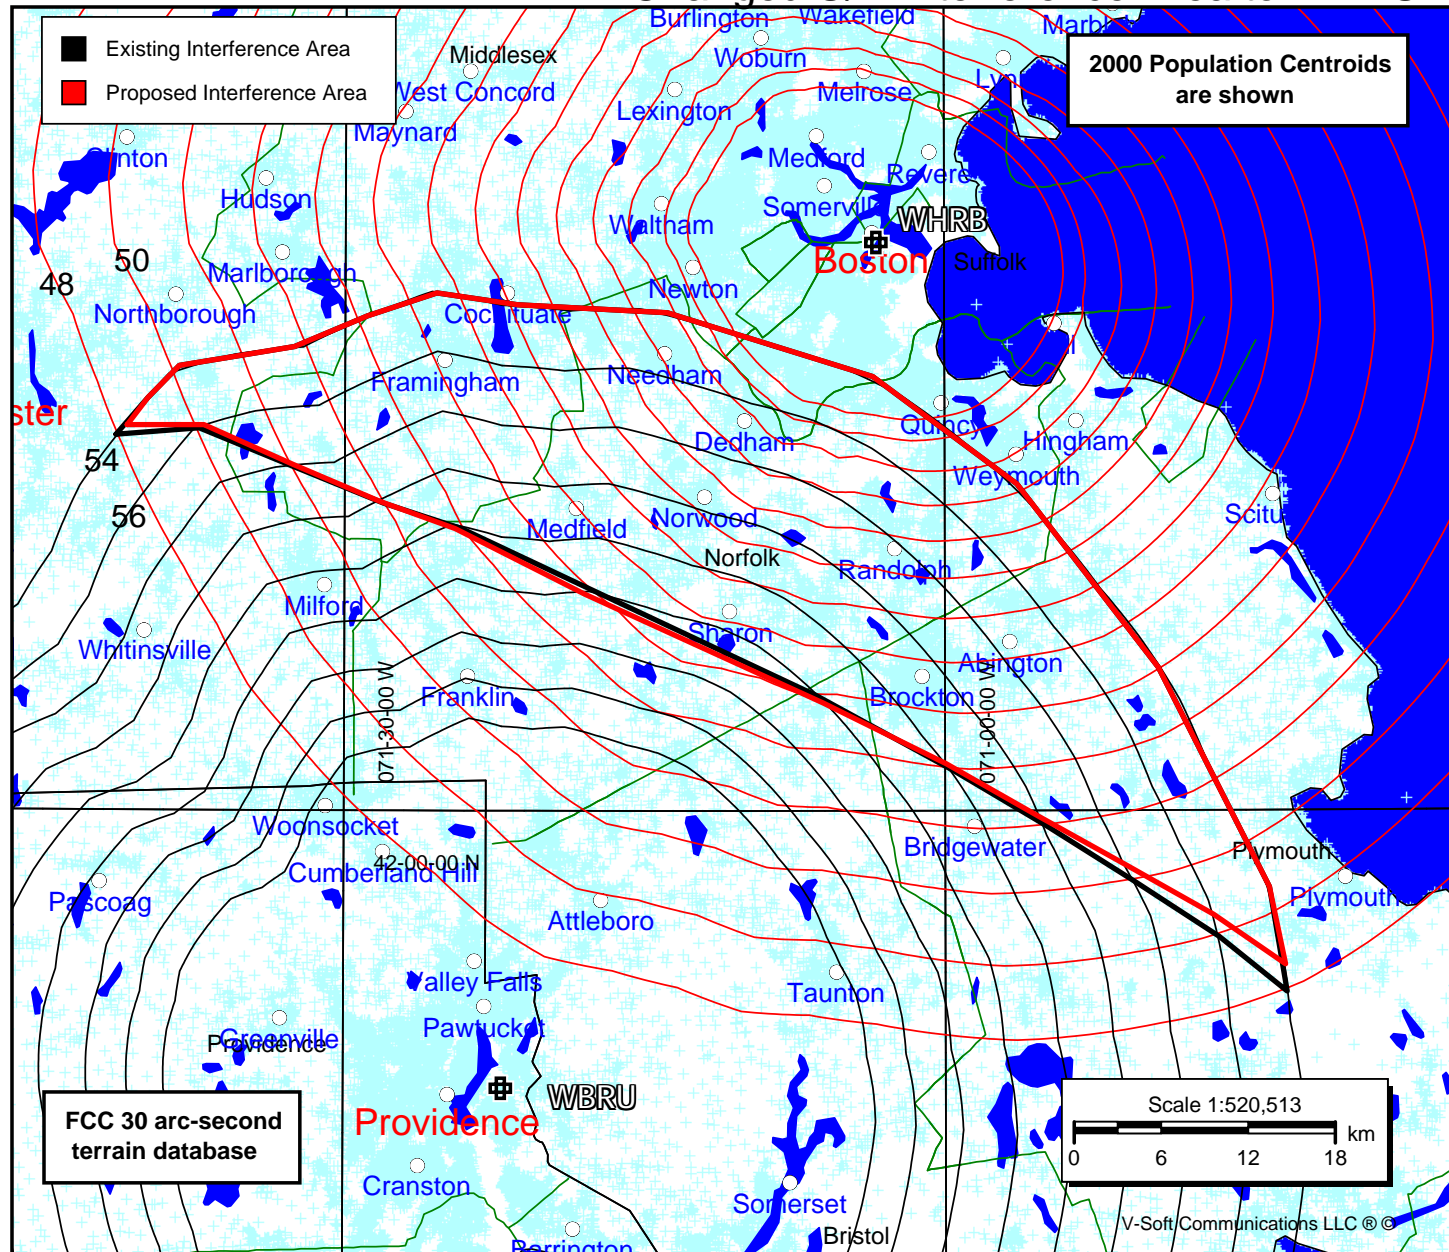 Existing Interference Area
Proposed Interference Area
2000 Population Centroids
are shown
Burlington
Wakefield
Woburn
Middlesex
West Concord
Maynard
Lexington
Melrose
Clinton
Hudson
Medford
Revere
Waltham
WHRB
Boston
Suffolk
50
48
Marlborough
Northborough
Newton
Cochituate
Framingham
Needham
ster
54
56
Dedham
Quincy
Hingham
Weymouth
Medfield
Norwood
Norfolk
Randolph
Scitu
Milford
Whitinsville
Sharon
Abington
Franklin
Brockton
071-30-00 W
071-00-00 W
Woonsocket
42-00-00 N
Cumberland Hill
Bridgewater
Plymouth
Plymouth
Pascoag
Attleboro
Valley Falls
Taunton
Pawtucket
Greenville
Providence
WBRU
Providence
FCC 30 arc-second
terrain database
Scale 1:520,513
km
0 6 12 18
Cranston
Somerset
V-Soft Communications LLC ® ©
Bristol
Barrington